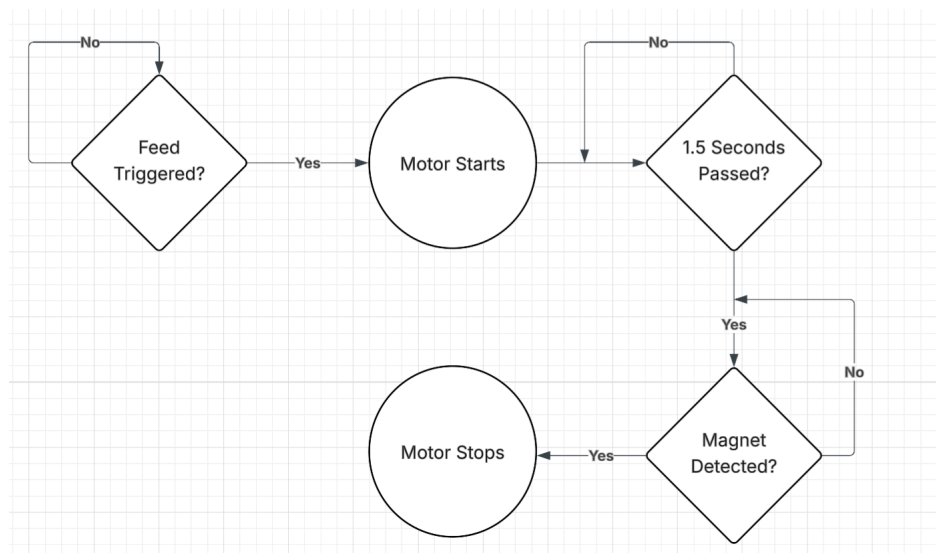 No
No
Feed
Triggered?
Yes
Motor Starts
1.5 Seconds
Passed?
Yes
No
Motor Stops
Yes
Magnet
Detected?